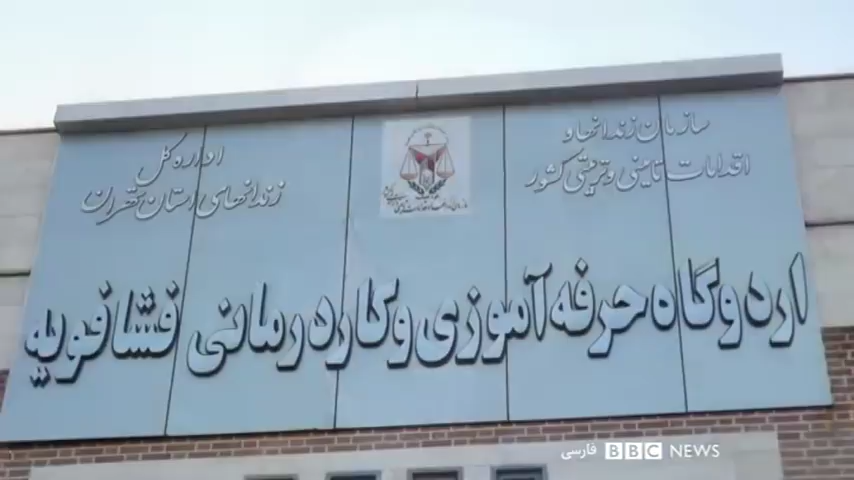 سازمان زندانها و
اقدامات تامینی و تربیتی کشور
اداره کل
زندانهای استان تهران
اردوگاه حرفه آموزی و کاردرمانی فشافویه
BBC NEWS فارسی